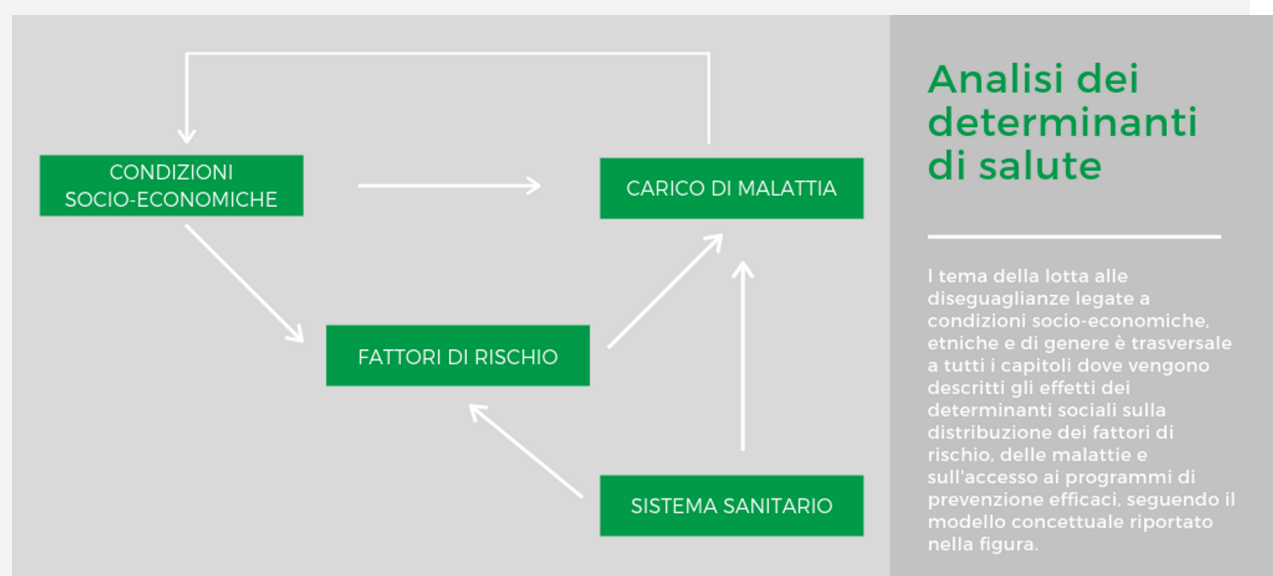 CONDIZIONI
SOCIO-ECONOMICHE
CARICO DI MALATTIA
FATTORI DI RISCHIO
SISTEMA SANITARIO
Analisi dei
determinanti
di salute
l tema della lotta alle
diseguaglianze legate a
condizioni socio-economiche,
etniche e di genere è trasversale
a tutti i capitoli dove vengono
descritti gli effetti dei
determinanti sociali sulla
distribuzione dei fattori di
rischio, delle malattie e
sull'accesso ai programmi di
prevenzione efficaci, seguendo il
modello concettuale riportato
nella figura.